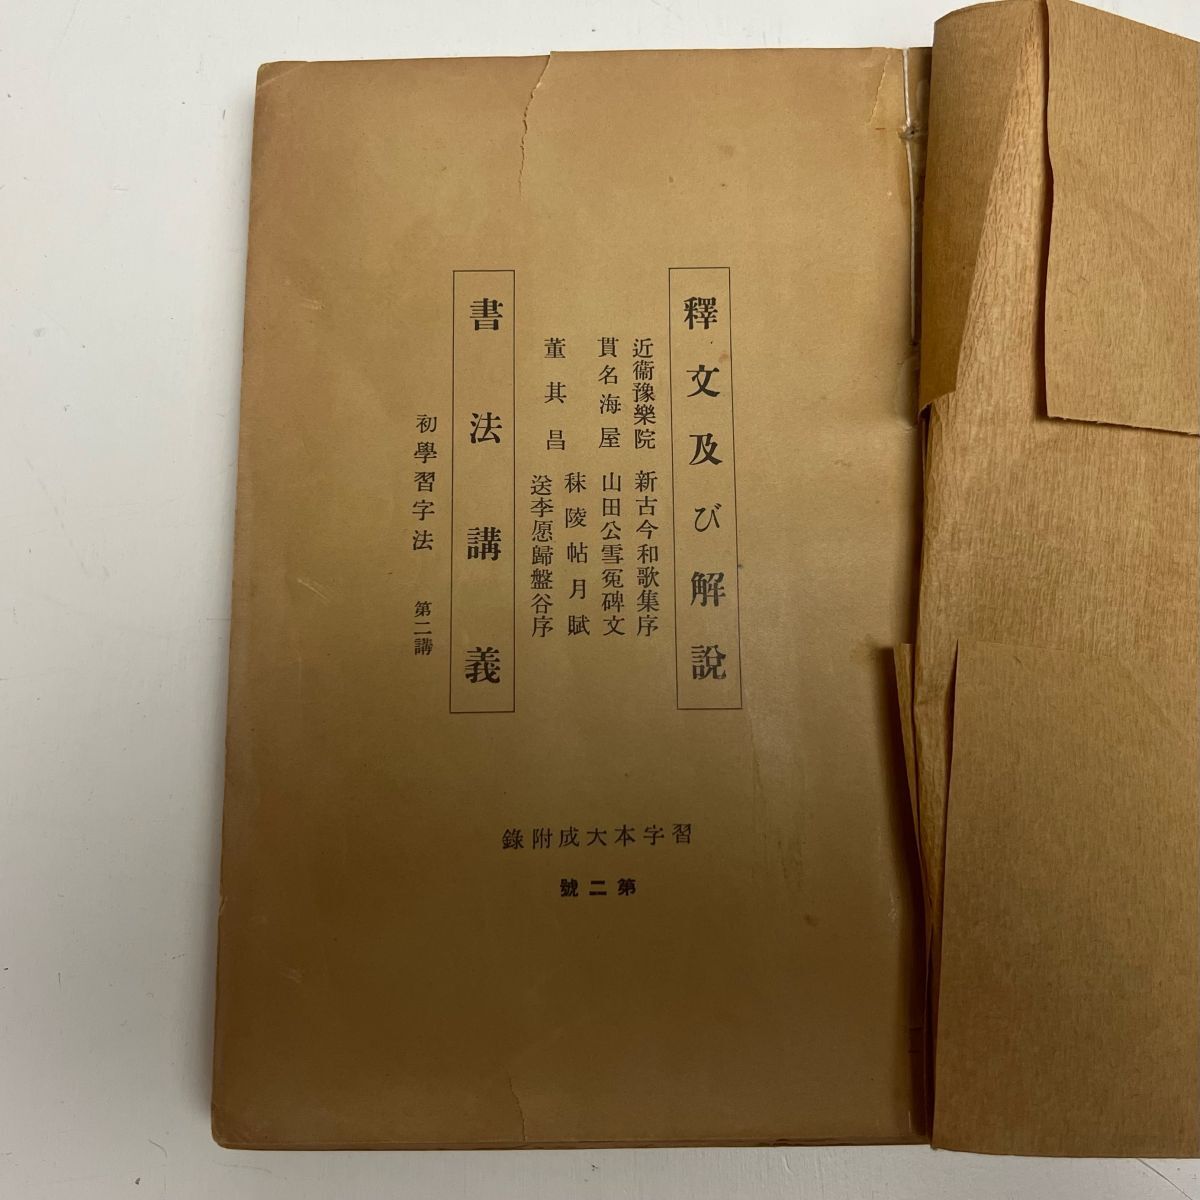 釋文及び解說
近衞豫樂院 新古今和歌集序
貫名海屋 山田公雪冤碑文
董其昌 秣陵帖月賦
送李愿歸盤谷序
書法講義
初學習字法 第二講
習字本大成附錄
第二號